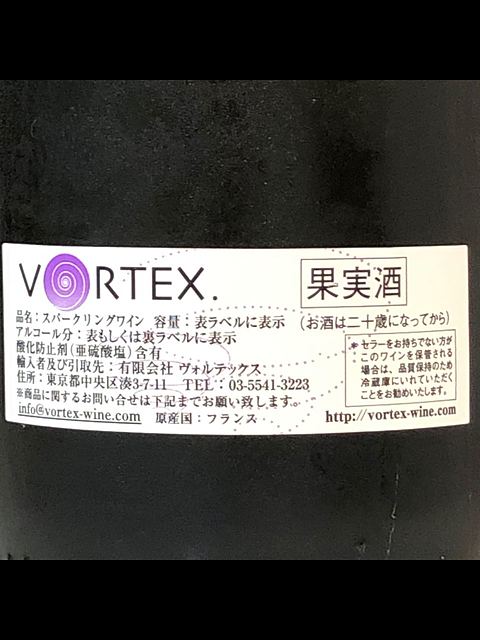 VORTEX.
果実酒
品名：スパークリングワイン 容量：表ラベルに表示
(お酒は二十歳になってから)
アルコール分：表もしくは裏ラベルに表示
酸化防止剤(亜硫酸塩)含有
輸入者及び引取先：有限会社 ヴォルテックス
住所：東京都中央区湊3-7-11 TEL：03-5541-3223
※商品に関するお問い合せは下記までお願い致します。
info@vortex-wine.com 原産国：フランス
＊セラーをお持ちでない方が
このワインを保管される
場合は、品質保持のため
冷蔵庫にいれていただく
ことをお勧めいたします。
http://vortex-wine.com